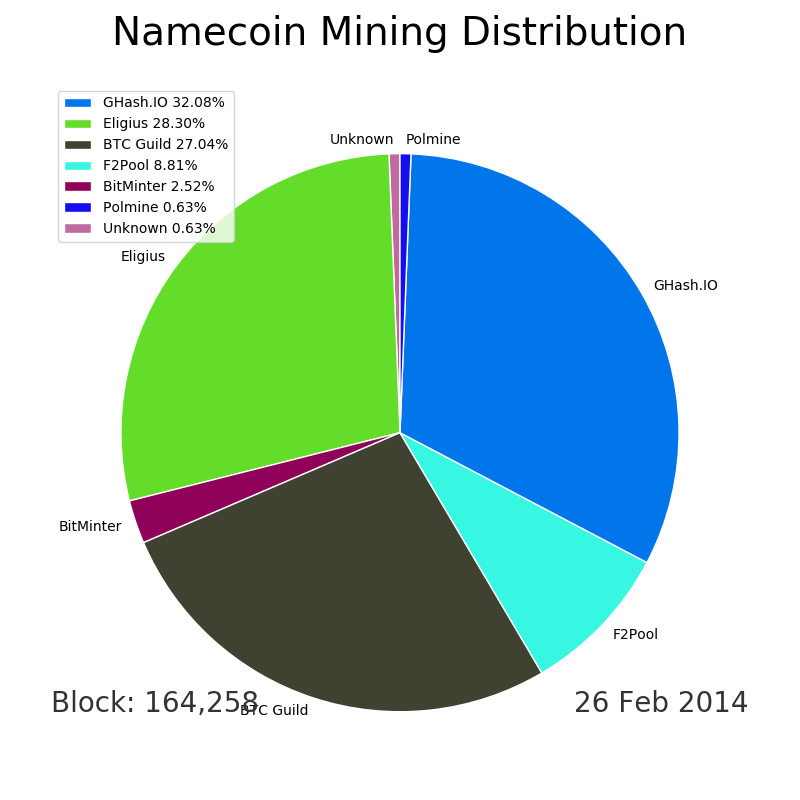 Namecoin Mining Distribution
GHash.IO 32.08%
Eligius 28.30%
BTC Guild 27.04%
F2Pool 8.81%
BitMinter 2.52%
Polmine 0.63%
Unknown 0.63%
Unknown
Polmine
Eligius
GHash.IO
BitMinter
F2Pool
Block: 164,258
BTC Guild
26 Feb 2014